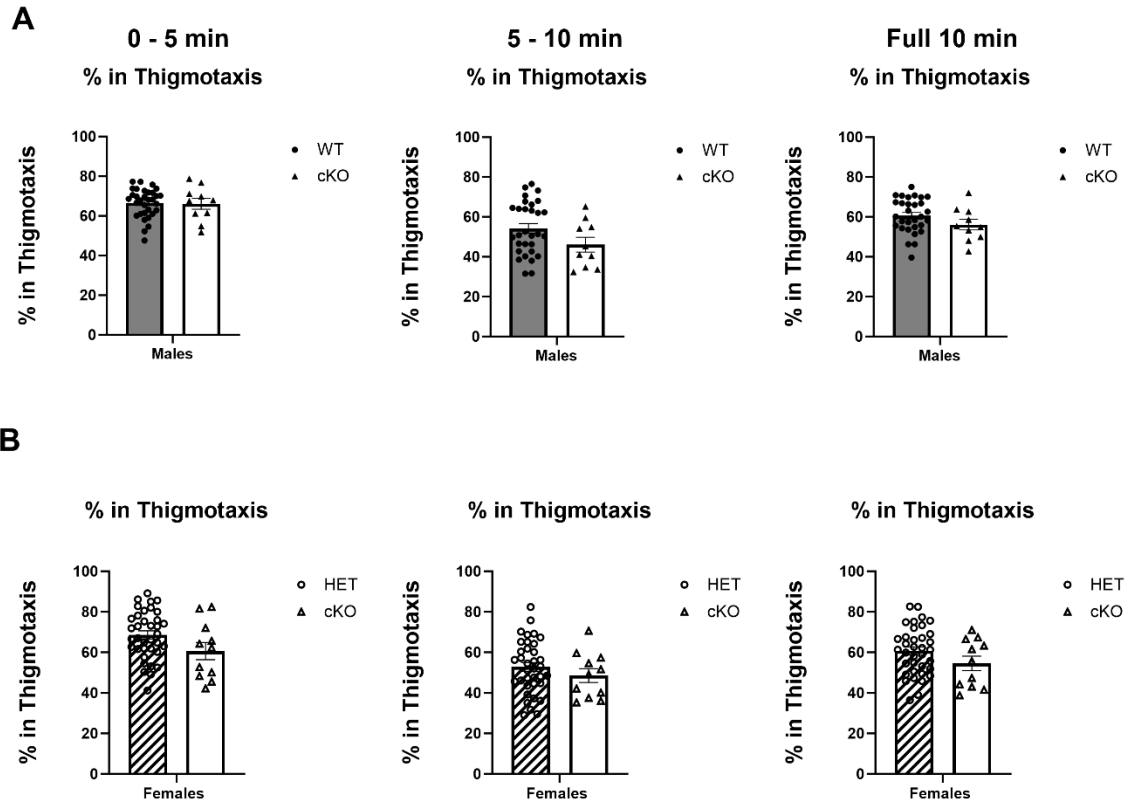 A
0 - 5 min
% in Thigmotaxis
% in Thigmotaxis
100
80
60
40
20
0
Males
WT
cKO
5 - 10 min
% in Thigmotaxis
% in Thigmotaxis
100
80
60
40
20
0
Males
WT
cKO
Full 10 min
% in Thigmotaxis
% in Thigmotaxis
100
80
60
40
20
0
Males
WT
cKO
B
% in Thigmotaxis
% in Thigmotaxis
100
80
60
40
20
0
Females
HET
cKO
% in Thigmotaxis
% in Thigmotaxis
100
80
60
40
20
0
Females
HET
cKO
% in Thigmotaxis
% in Thigmotaxis
100
80
60
40
20
0
Females
HET
cKO